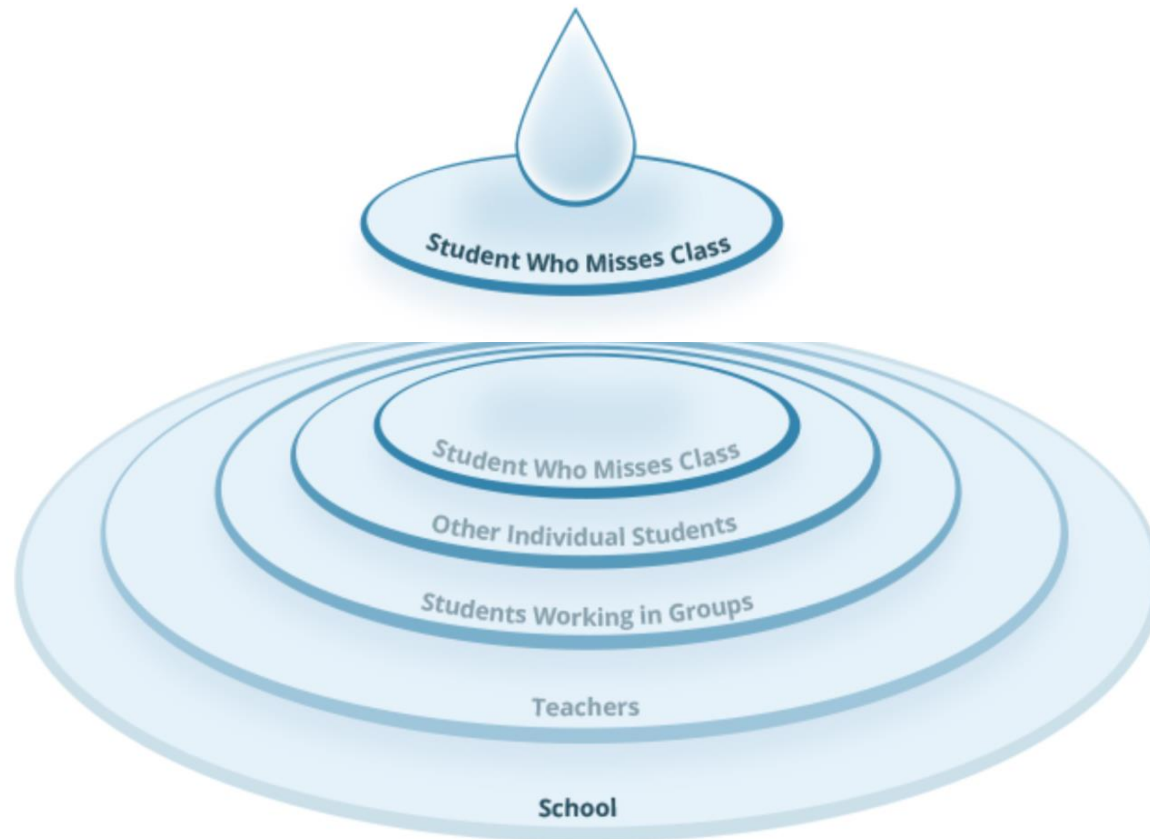 Student Who Misses Class
Student Who Misses Class
Other Individual Students
Students Working in Groups
Teachers
School